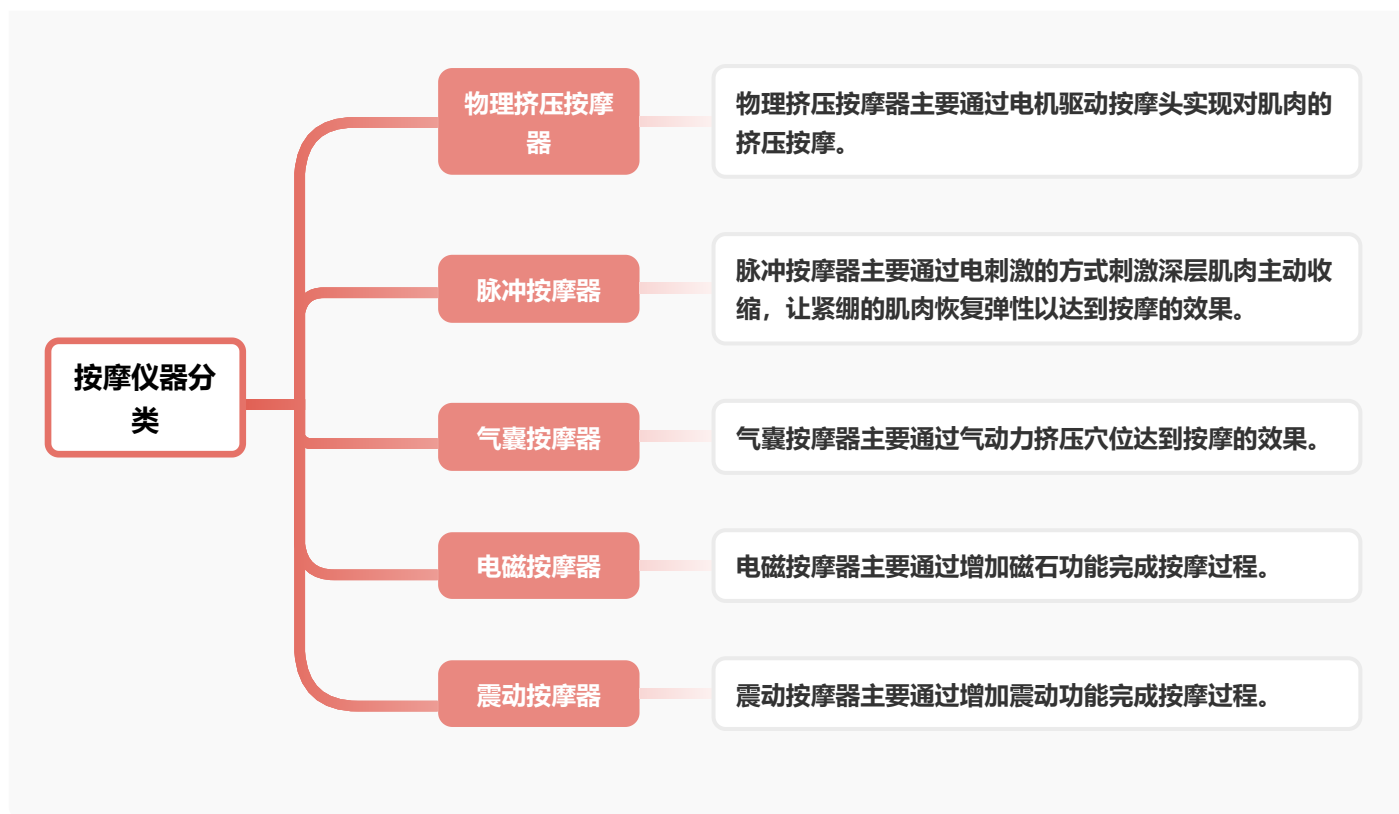 物理挤压按摩
器
物理挤压按摩器主要通过电机驱动按摩头实现对肌肉的
挤压按摩。
脉冲按摩器
脉冲按摩器主要通过电刺激的方式刺激深层肌肉主动收
缩，让紧绷的肌肉恢复弹性以达到按摩的效果。
按摩仪器分
类
气囊按摩器
气囊按摩器主要通过气动力挤压穴位达到按摩的效果。
电磁按摩器
电磁按摩器主要通过增加磁石功能完成按摩过程。
震动按摩器
震动按摩器主要通过增加震动功能完成按摩过程。